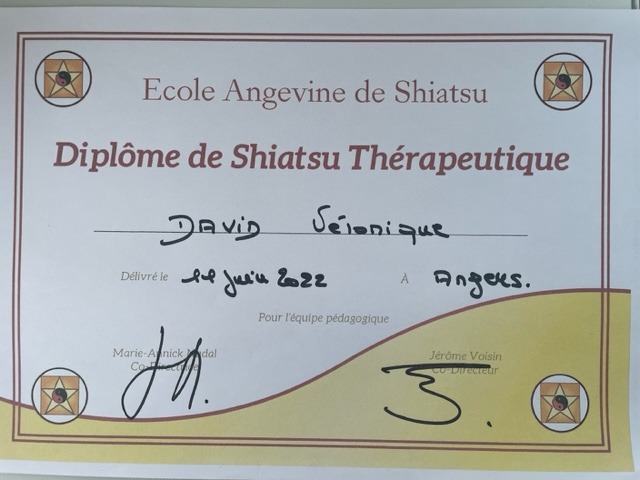 Ecole Angevine de Shiatsu
Diplôme de Shiatsu Thérapeutique
DAVID Véronique
Délivré le 11 juin 2022 À Angers.
Pour l'équipe pédagogique
Marie-Annick Jérôme Voisin
Co-Directrice Co-Directeur